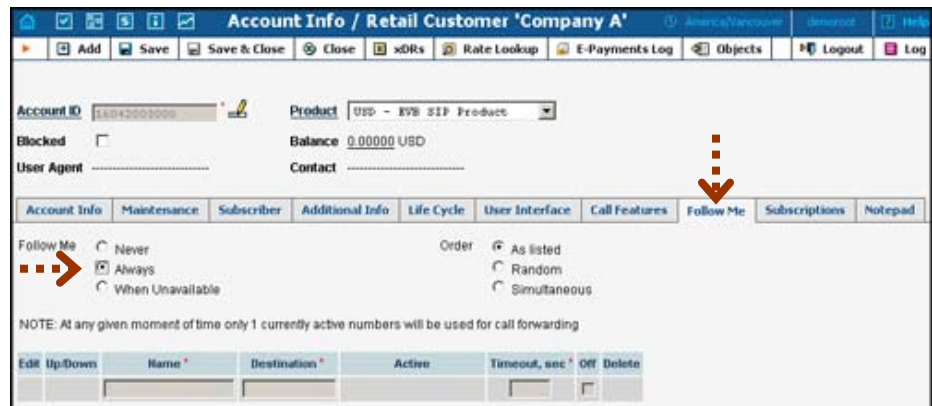 Account Info / Retail Customer 'Company A' America/Vancouver demoroot Help
Add Save Save & Close Close xDRs Rate Lookup E-Payments Log Objects Logout Log
Account ID 16042003000 * Product USD - EVB SIP Product
Blocked Balance 0.00000 USD
User Agent Contact
Account Info Maintenance Subscriber Additional Info Life Cycle User Interface Call Features Follow Me Subscriptions Notepad
Follow Me Never Order As listed
Always Random
When Unavailable Simultaneous
NOTE: At any given moment of time only 1 currently active numbers will be used for call forwarding
Edit Up/Down Name * Destination * Active Timeout, sec * Off Delete